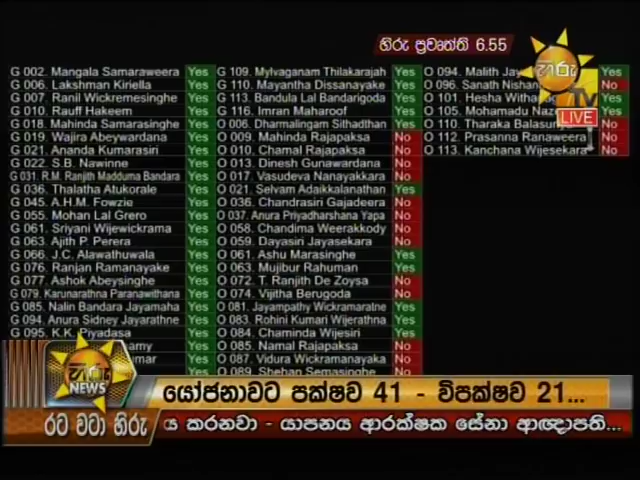 හිරු ප්‍රවෘත්ති 6.55
G 002. Mangala Samaraweera Yes
G 006. Lakshman Kiriella Yes
G 007. Ranil Wickremesinghe Yes
G 010. Rauff Hakeem Yes
G 018. Mahinda Samarasinghe Yes
G 019. Wajira Abeywardana Yes
G 021. Ananda Kumarasiri Yes
G 022. S.B. Nawinne Yes
G 031. R.M. Ranjith Madduma Bandara Yes
G 036. Thalatha Atukorale Yes
G 045. A.H.M. Fowzie Yes
G 055. Mohan Lal Grero Yes
G 061. Sriyani Wijewickrama Yes
G 063. Ajith P. Perera Yes
G 066. J.C. Alawathuwala Yes
G 076. Ranjan Ramanayake Yes
G 077. Ashok Abeysinghe Yes
G 079. Karunarathna Paranawithana Yes
G 085. Nalin Bandara Jayamaha Yes
G 094. Anura Sidney Jayarathne Yes
G 095. K.K. Piyadasa Yes
Yes
Yes
G 109. Mylvaganam Thilakarajah Yes
G 110. Mayantha Dissanayake Yes
G 113. Bandula Lal Bandarigoda Yes
G 116. Imran Maharoof Yes
O 006. Dharmalingam Sithadthan Yes
O 009. Mahinda Rajapaksa No
O 010. Chamal Rajapaksa No
O 013. Dinesh Gunawardana No
O 017. Vasudeva Nanayakkara No
O 021. Selvam Adaikkalanathan Yes
O 036. Chandrasiri Gajadeera No
O 037. Anura Priyadharshana Yapa No
O 058. Chandima Weerakkody No
O 059. Dayasiri Jayasekara No
O 061. Ashu Marasinghe Yes
O 063. Mujibur Rahuman Yes
O 072. T. Ranjith De Zoysa No
O 074. Vijitha Berugoda No
O 081. Jayampathy Wickramaratne Yes
O 083. Rohini Kumari Wijerathna Yes
O 084. Chaminda Wijesiri Yes
O 085. Namal Rajapaksa No
O 087. Vidura Wickramanayaka No
O 089. Shehan Semasinghe No
O 094. Malith Yes
O 096. Sanath No
O 101. Hesha Yes
O 105. Mohamadu Yes
O 110. Tharaka No
O 112. Prasanna Ranaweera No
O 113. Kanchana Wijesekara No
හිරු
TV
LIVE
හිරු
NEWS
යෝජනාවට පක්ෂව 41 - විපක්ෂව 21...
රට වටා හිරු
ය කරනවා - යාපනය ආරක්ෂක සේනා ආඥාපති...